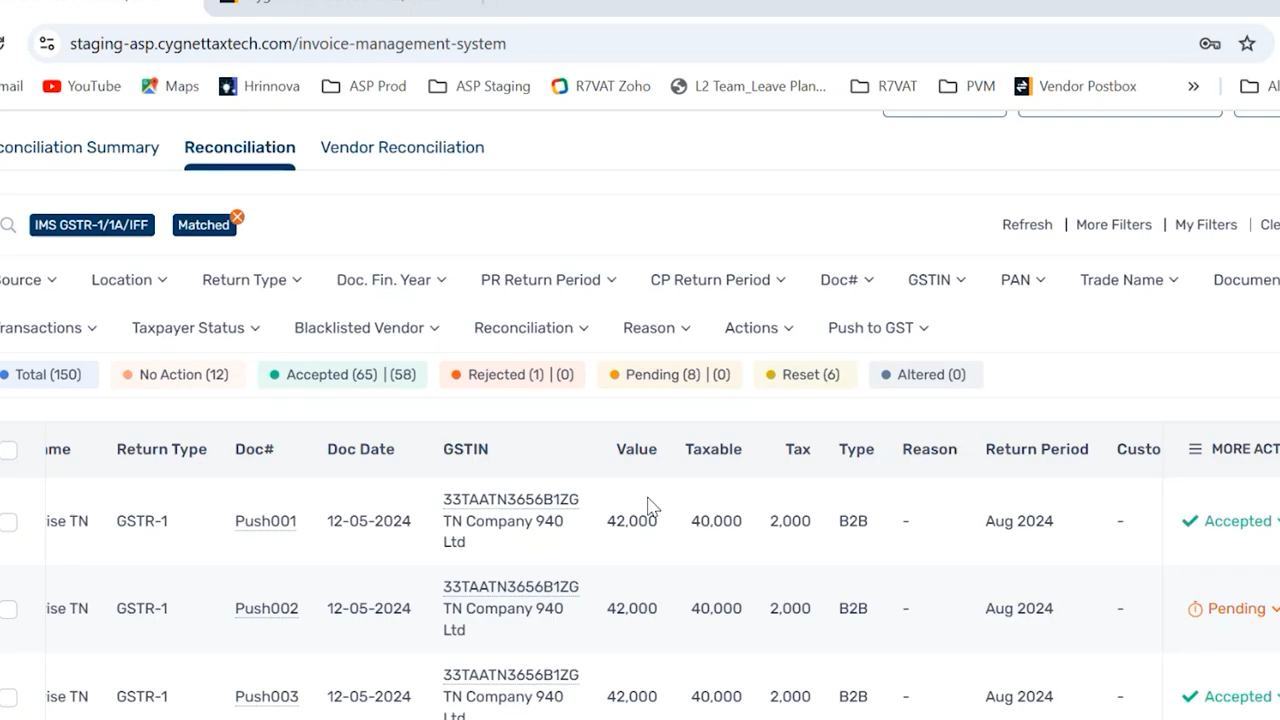 staging-asp.cygnettaxtech.com/invoice-management-system
mail YouTube Maps Hrinnova ASP Prod ASP Staging R7VAT Zoho L2 Team_Leave Plan... R7VAT PVM Vendor Postbox » Al
conciliation Summary Reconciliation Vendor Reconciliation
IMS GSTR-1/1A/IFF Matched Refresh | More Filters | My Filters | Cle
ource Location Return Type Doc. Fin. Year PR Return Period CP Return Period Doc# GSTIN PAN Trade Name Documen
ransactions Taxpayer Status Blacklisted Vendor Reconciliation Reason Actions Push to GST
Total (150) No Action (12) Accepted (65) | (58) Rejected (1) | (0) Pending (8) | (0) Reset (6) Altered (0)
me Return Type Doc# Doc Date GSTIN Value Taxable Tax Type Reason Return Period Custo MORE ACT
33TAATN3656B1ZG
ise TN GSTR-1 Push001 12-05-2024 TN Company 940 42,000 40,000 2,000 B2B - Aug 2024 - Accepted
Ltd
33TAATN3656B1ZG
ise TN GSTR-1 Push002 12-05-2024 TN Company 940 42,000 40,000 2,000 B2B - Aug 2024 - Pending
Ltd
33TAATN3656B1ZG
ise TN GSTR-1 Push003 12-05-2024 TN Company 940 42,000 40,000 2,000 B2B - Aug 2024 - Accepted
Ltd